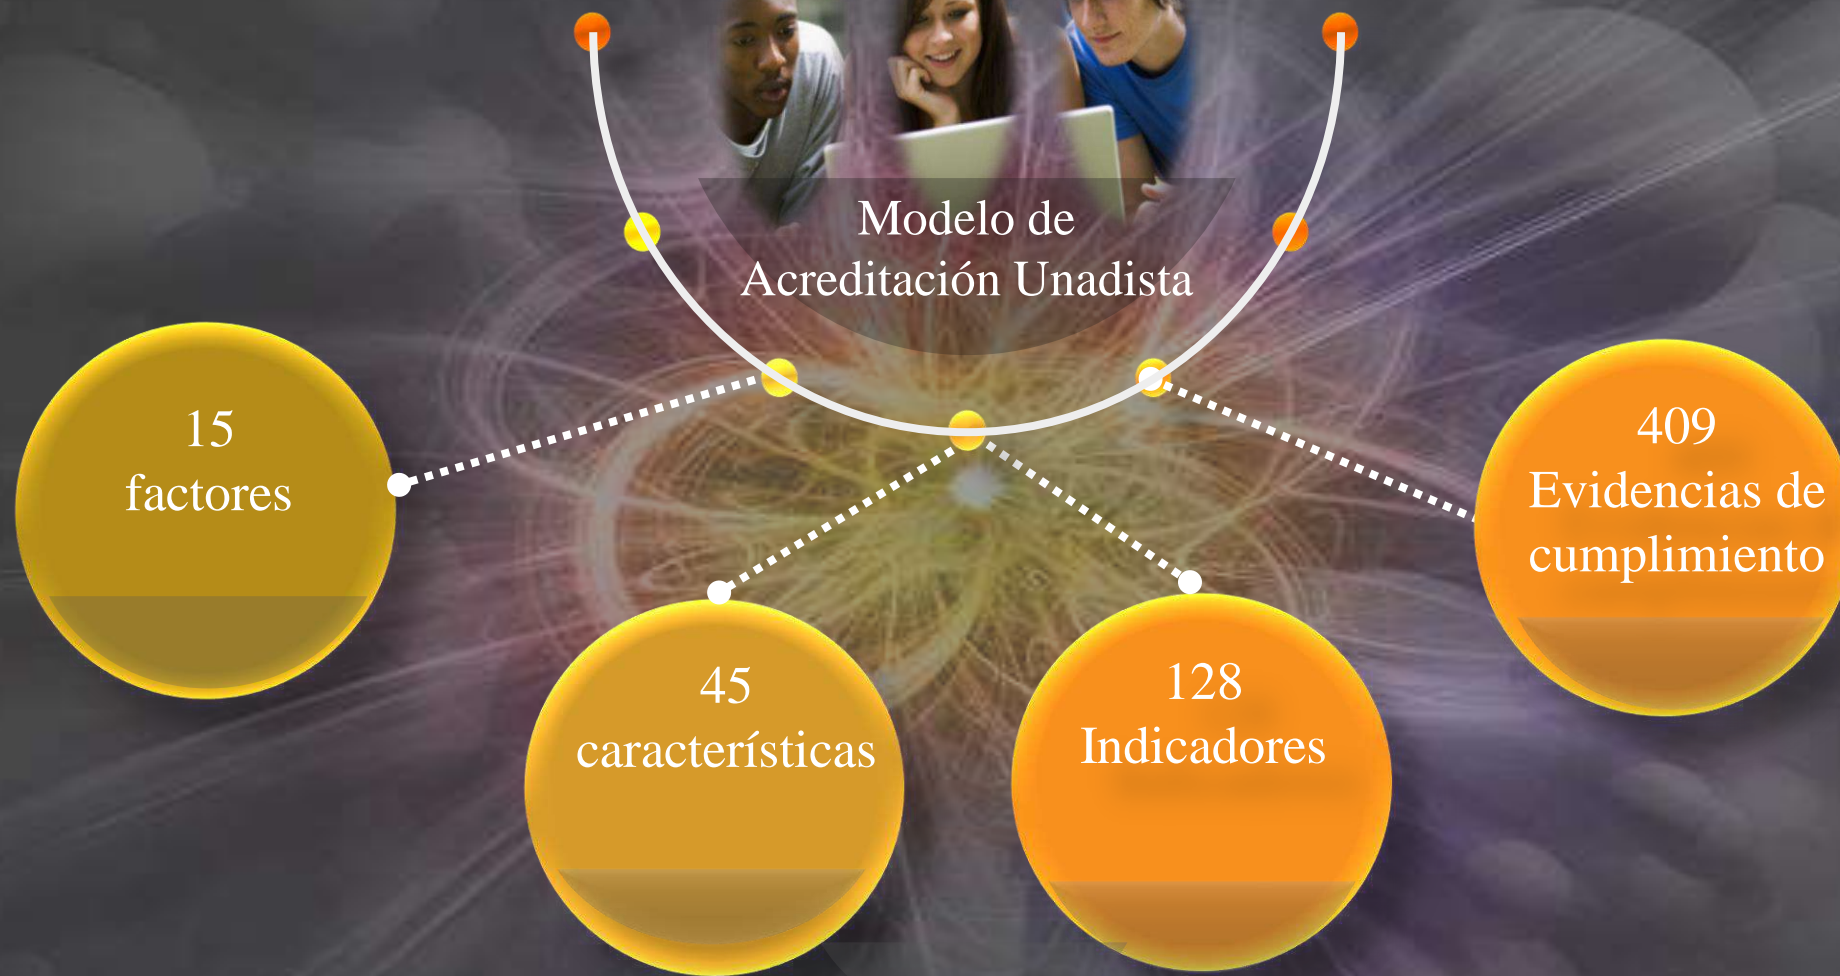 Modelo de
Acreditación Unadista
15
factores
45
características
128
Indicadores
409
Evidencias de
cumplimiento